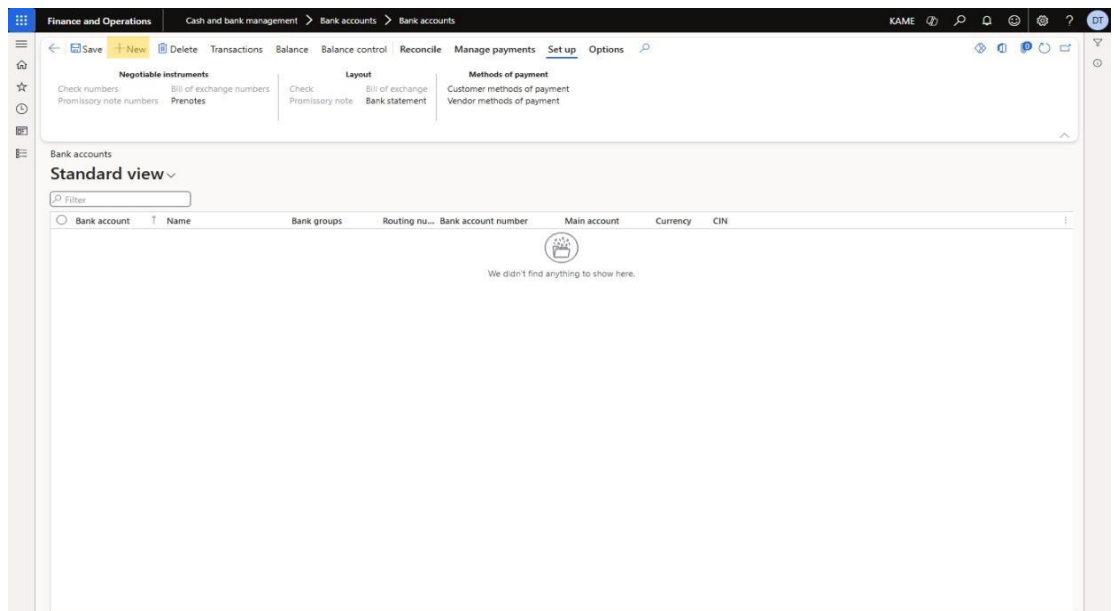 Finance and Operations Cash and bank management > Bank accounts > Bank accounts KAME ? DT
Save + New Delete Transactions Balance Balance control Reconcile Manage payments Set up Options 0
Negotiable instruments Layout Methods of payment
Check numbers Bill of exchange numbers Check Bill of exchange Customer methods of payment
Promissory note numbers Prenotes Promissory note Bank statement Vendor methods of payment
Bank accounts
Standard view
Filter
Bank account Name Bank groups Routing nu... Bank account number Main account Currency CIN
We didn't find anything to show here.